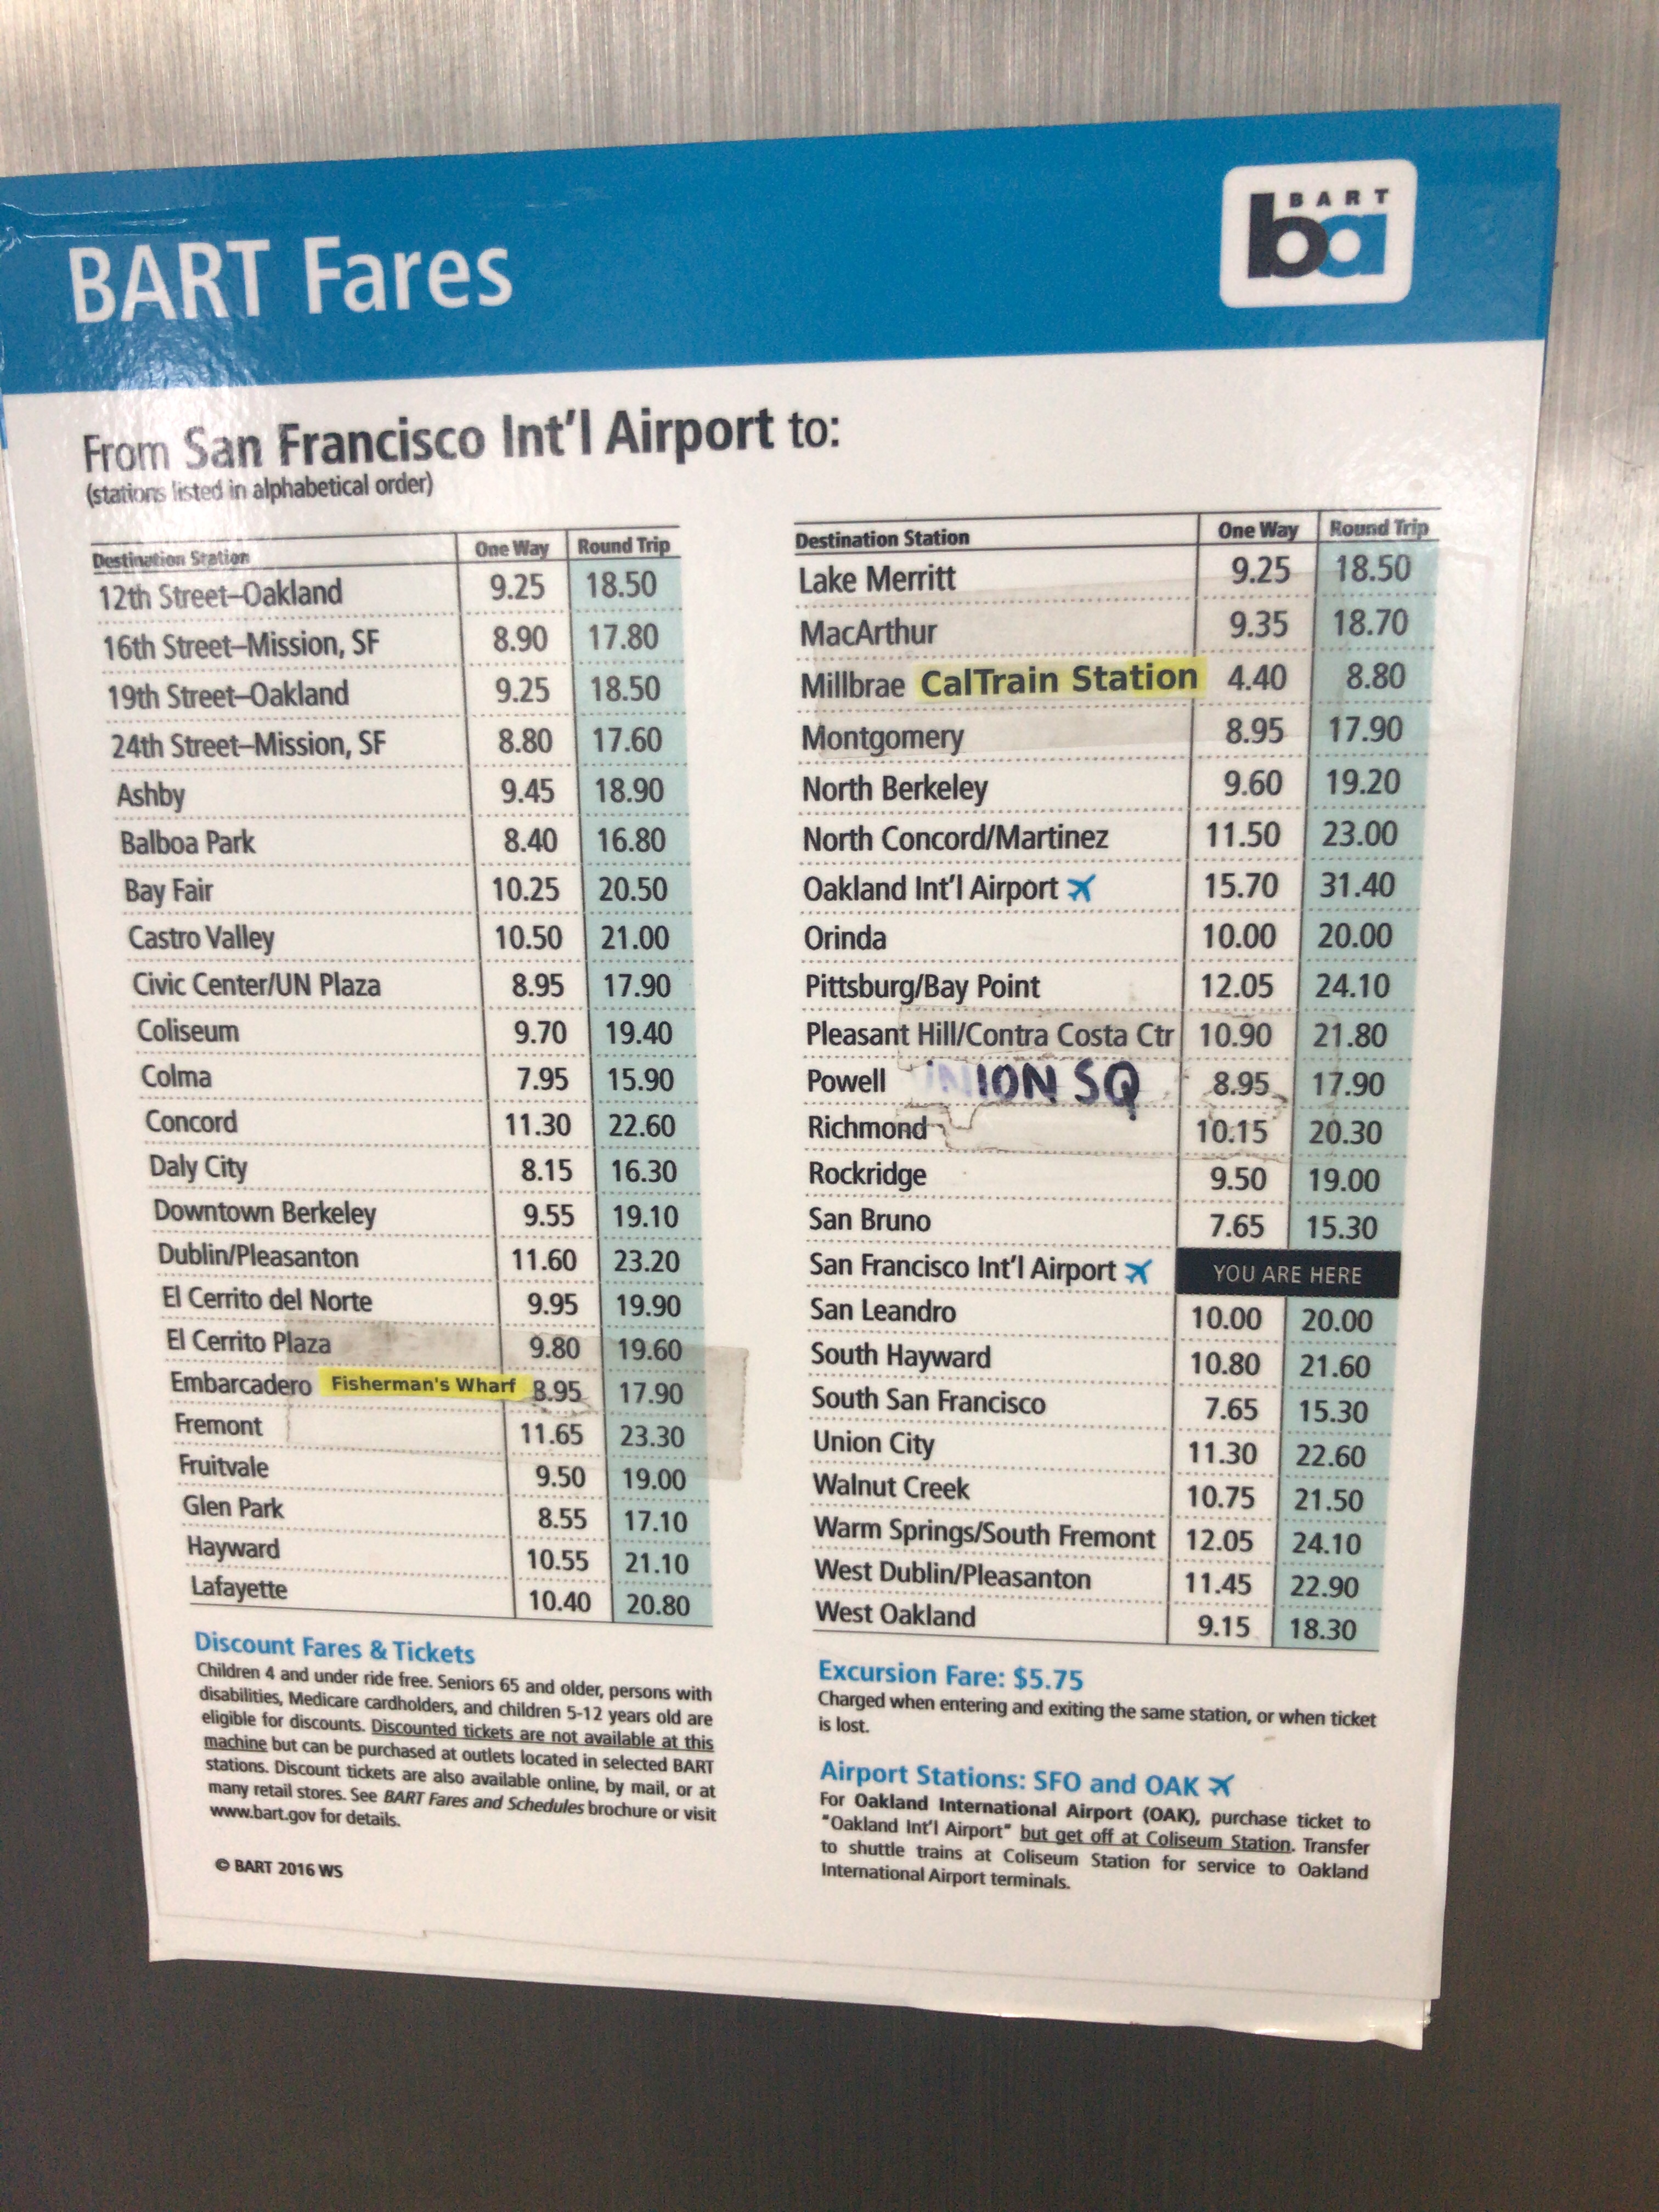 BART
ba
BART Fares
From San Francisco Int'l Airport to:
(stations listed in alphabetical order)
Destination Station One Way Round Trip
12th Street–Oakland 9.25 18.50
16th Street–Mission, SF 8.90 17.80
19th Street–Oakland 9.25 18.50
24th Street–Mission, SF 8.80 17.60
Ashby 9.45 18.90
Balboa Park 8.40 16.80
Bay Fair 10.25 20.50
Castro Valley 10.50 21.00
Civic Center/UN Plaza 8.95 17.90
Coliseum 9.70 19.40
Colma 7.95 15.90
Concord 11.30 22.60
Daly City 8.15 16.30
Downtown Berkeley 9.55 19.10
Dublin/Pleasanton 11.60 23.20
El Cerrito del Norte 9.95 19.90
El Cerrito Plaza 9.80 19.60
Embarcadero Fisherman's Wharf 8.95 17.90
Fremont 11.65 23.30
Fruitvale 9.50 19.00
Glen Park 8.55 17.10
Hayward 10.55 21.10
Lafayette 10.40 20.80
Discount Fares & Tickets
Children 4 and under ride free. Seniors 65 and older, persons with
disabilities, Medicare cardholders, and children 5-12 years old are
eligible for discounts. Discounted tickets are not available at this
machine but can be purchased at outlets located in selected BART
stations. Discount tickets are also available online, by mail, or at
many retail stores. See BART Fares and Schedules brochure or visit
www.bart.gov for details.
© BART 2016 WS
Destination Station One Way Round Trip
Lake Merritt 9.25 18.50
MacArthur 9.35 18.70
Millbrae CalTrain Station 4.40 8.80
Montgomery 8.95 17.90
North Berkeley 9.60 19.20
North Concord/Martinez 11.50 23.00
Oakland Int'l Airport 15.70 31.40
Orinda 10.00 20.00
Pittsburg/Bay Point 12.05 24.10
Pleasant Hill/Contra Costa Ctr 10.90 21.80
Powell UNION SQ 8.95 17.90
Richmond 10.15 20.30
Rockridge 9.50 19.00
San Bruno 7.65 15.30
San Francisco Int'l Airport YOU ARE HERE
San Leandro 10.00 20.00
South Hayward 10.80 21.60
South San Francisco 7.65 15.30
Union City 11.30 22.60
Walnut Creek 10.75 21.50
Warm Springs/South Fremont 12.05 24.10
West Dublin/Pleasanton 11.45 22.90
West Oakland 9.15 18.30
Excursion Fare: $5.75
Charged when entering and exiting the same station, or when ticket
is lost.
Airport Stations: SFO and OAK
For Oakland International Airport (OAK), purchase ticket to
"Oakland Int'l Airport" but get off at Coliseum Station. Transfer
to shuttle trains at Coliseum Station for service to Oakland
International Airport terminals.